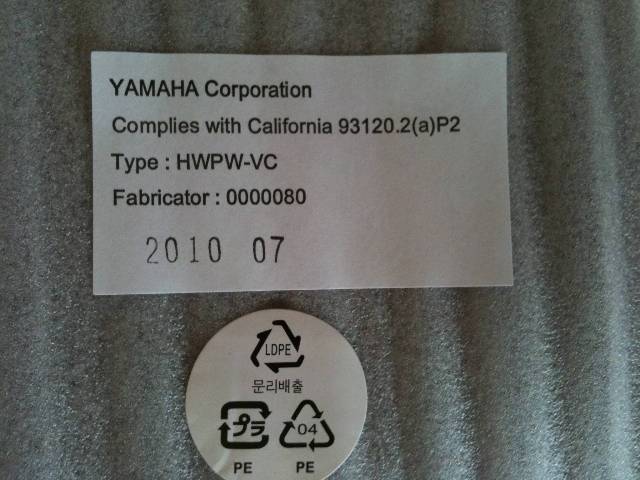 YAMAHA Corporation
Complies with California 93120.2(a)P2
Type : HWPW-VC
Fabricator : 0000080
2010 07
LDPE
문리배출
プラ 04
PE PE